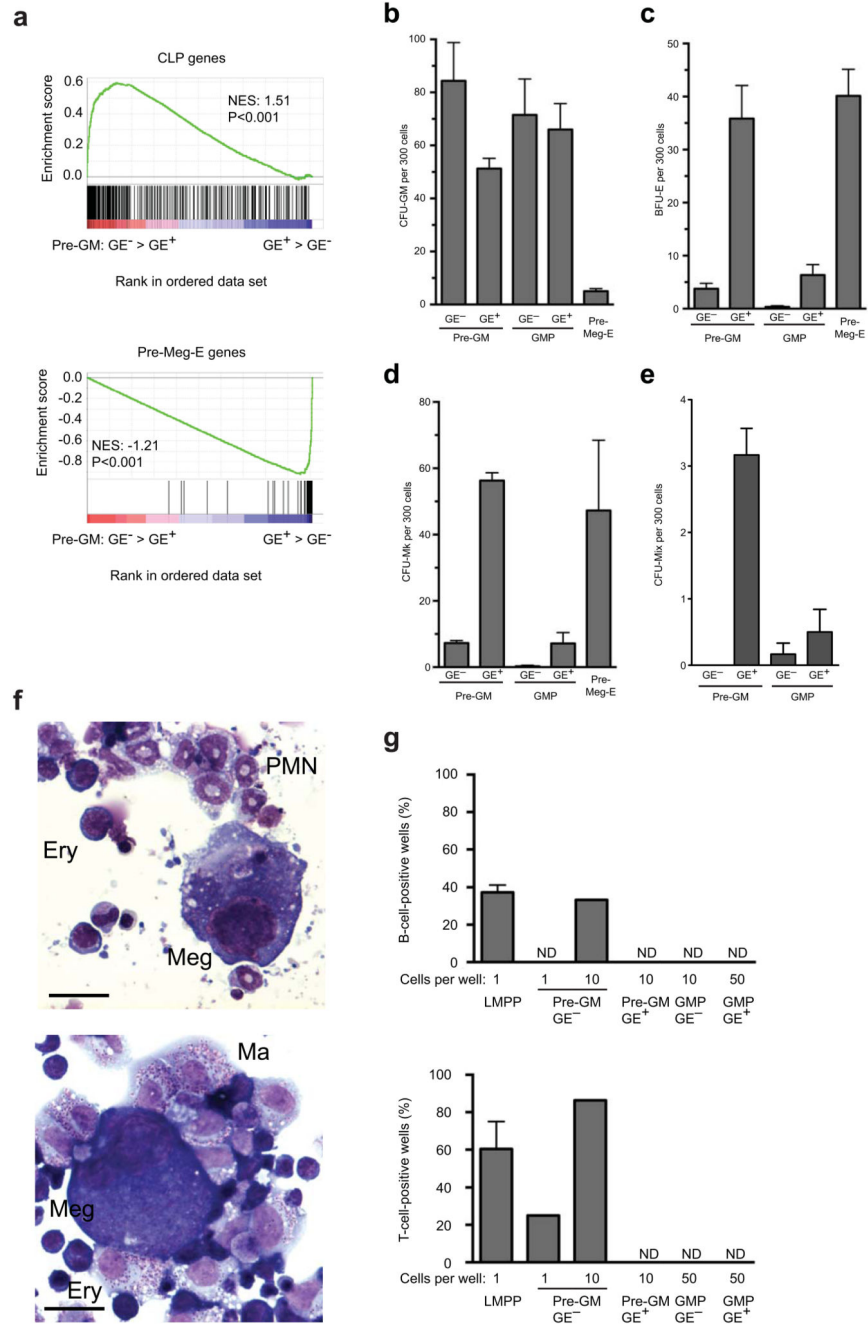 a
CLP genes
Enrichment score
0.6
0.4
0.2
0.0
NES: 1.51
P<0.001
Pre-GM: GE⁻ > GE⁺
GE⁺ > GE⁻
Rank in ordered data set
Pre-Meg-E genes
Enrichment score
0.0
-0.2
-0.4
-0.6
-0.8
NES: -1.21
P<0.001
Pre-GM: GE⁻ > GE⁺
GE⁺ > GE⁻
Rank in ordered data set
b
CFU-GM per 300 cells
100
80
60
40
20
0
GE⁻ GE⁺ GE⁻ GE⁺ Pre-
Pre-GM GMP Meg-E
c
BFU-E per 300 cells
50
40
30
20
10
0
GE⁻ GE⁺ GE⁻ GE⁺ Pre-
Pre-GM GMP Meg-E
d
CFU-Mk per 300 cells
80
60
40
20
0
GE⁻ GE⁺ GE⁻ GE⁺ Pre-
Pre-GM GMP Meg-E
e
CFU-Mix per 300 cells
4
3
2
1
0
GE⁻ GE⁺ GE⁻ GE⁺
Pre-GM GMP
f
PMN
Ery
Meg
Ma
Meg
Ery
g
B-cell-positive wells (%)
100
80
60
40
20
0
ND ND ND ND
Cells per well: 1 1 10 10 10 50
LMPP Pre-GM Pre-GM GMP GMP
GE⁻ GE⁺ GE⁻ GE⁺
T-cell-positive wells (%)
100
80
60
40
20
0
ND ND ND
Cells per well: 1 1 10 10 50 50
LMPP Pre-GM Pre-GM GMP GMP
GE⁻ GE⁺ GE⁻ GE⁺